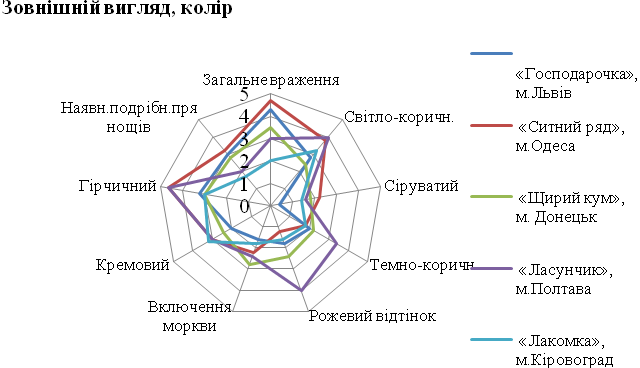 Зовнішній вигляд, колір
Загальне враження
Світло-коричн.
Сіруватий
Темно-коричн.
Рожевий відтінок
Включення
моркви
Кремовий
Гірчичний
Наявн.подрібн.пря
нощів
5
4
3
2
1
0
«Господарочка»,
м.Львів
«Ситний ряд»,
м.Одеса
«Щирий кум»,
м. Донецьк
«Ласунчик»,
м.Полтава
«Лакомка»,
м.Кіровоград